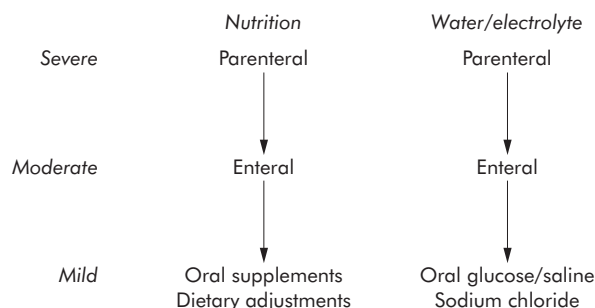 Nutrition Water/electrolyte
Severe Parenteral Parenteral
Moderate Enteral Enteral
Mild Oral supplements Oral glucose/saline
Dietary adjustments Sodium chloride